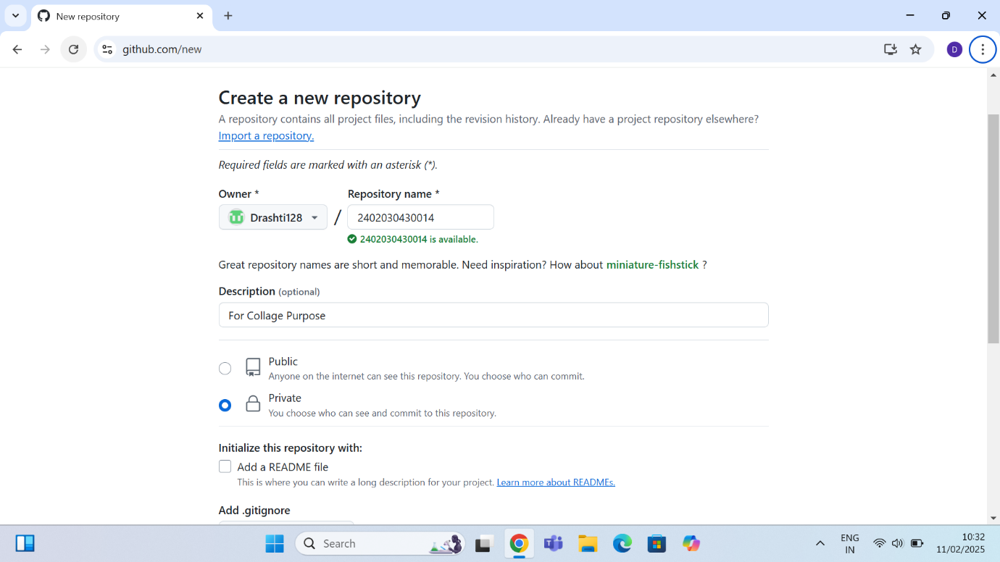 New repository
github.com/new
D
Create a new repository
A repository contains all project files, including the revision history. Already have a project repository elsewhere?
Import a repository.
Required fields are marked with an asterisk (*).
Owner *
Repository name *
Drashti128
/
2402030430014
2402030430014 is available.
Great repository names are short and memorable. Need inspiration? How about miniature-fishstick ?
Description (optional)
For Collage Purpose
Public
Anyone on the internet can see this repository. You choose who can commit.
Private
You choose who can see and commit to this repository.
Initialize this repository with:
Add a README file
This is where you can write a long description for your project. Learn more about READMEs.
Add .gitignore
Search
ENG
IN
10:32
11/02/2025